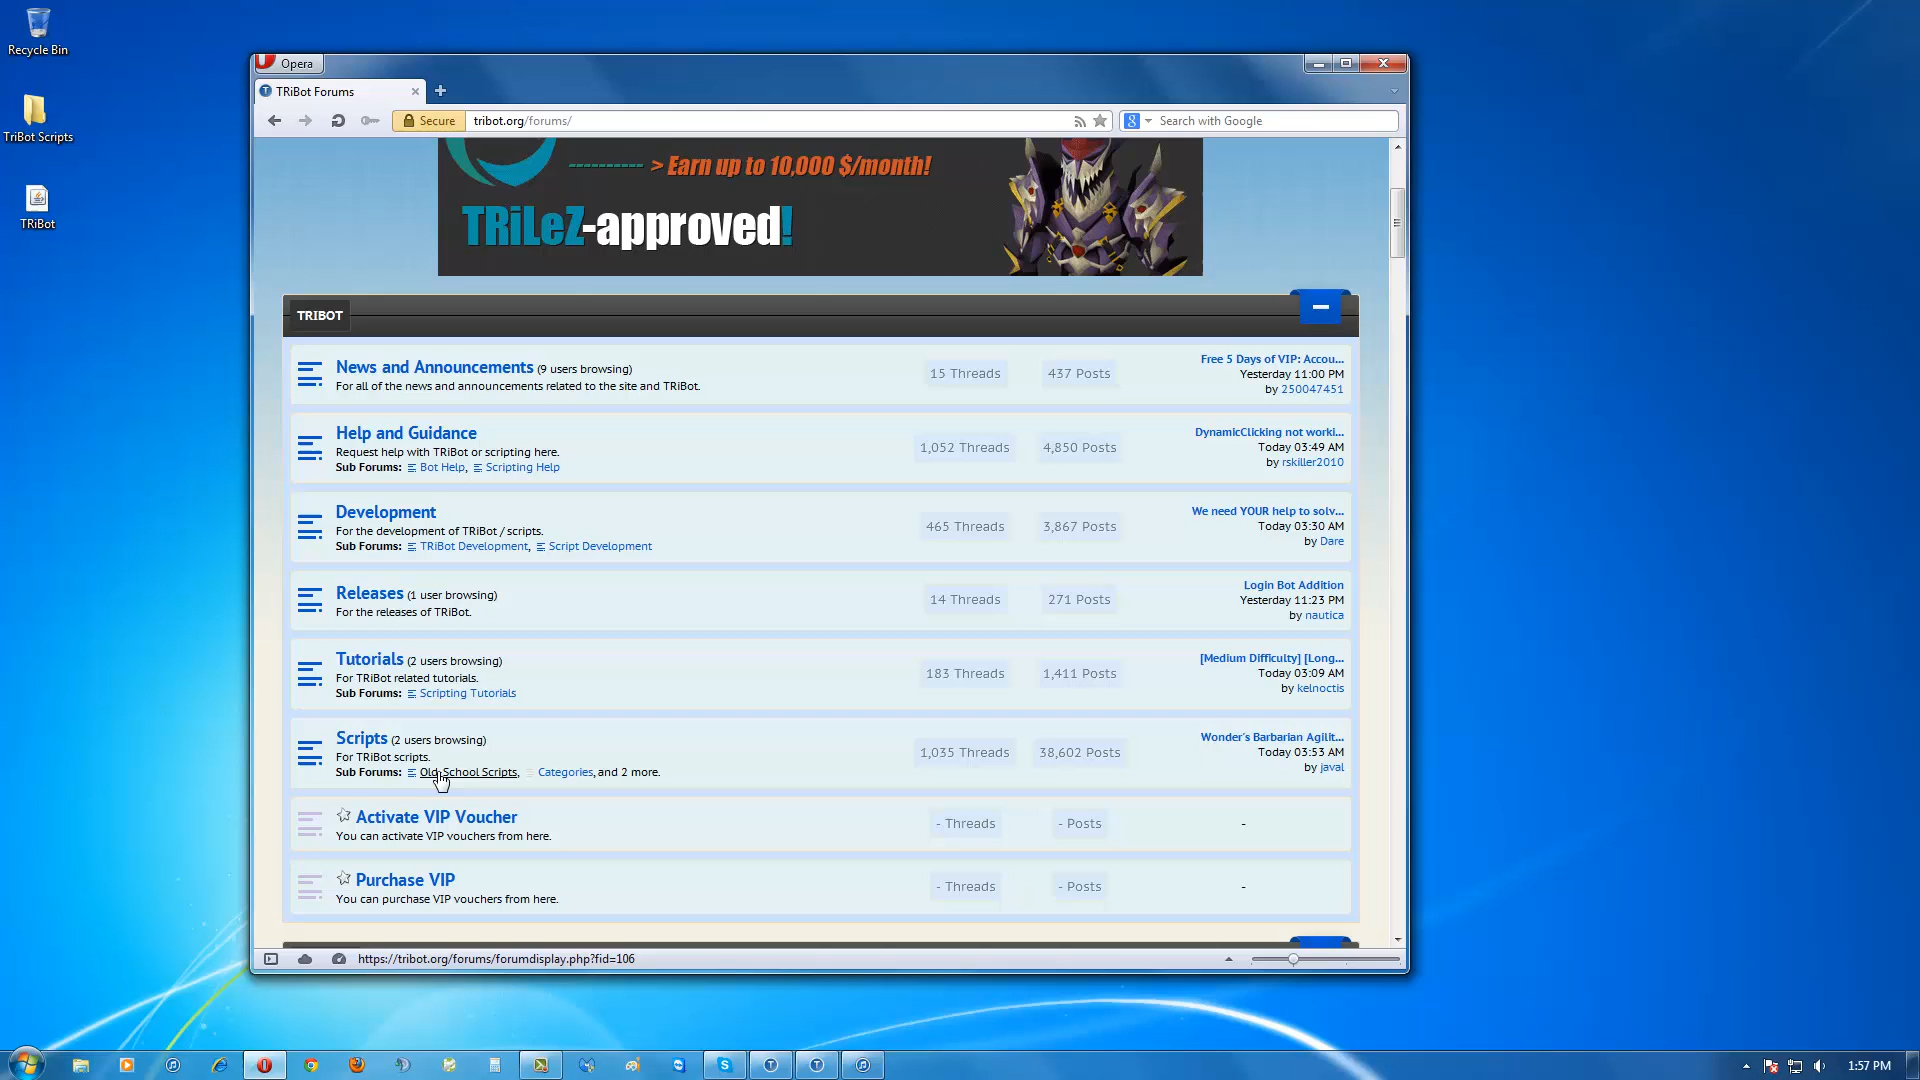 Recycle Bin
TriBot Scripts
TRiBot
Opera
TRiBot Forums
Secure
tribot.org/forums/
Search with Google
---------- > Earn up to 10,000 $/month!
TRiLeZ-approved!
TRIBOT
News and Announcements (9 users browsing)
For all of the news and announcements related to the site and TRiBot.
15 Threads
437 Posts
Free 5 Days of VIP: Accou...
Yesterday 11:00 PM
by 250047451
Help and Guidance
Request help with TRiBot or scripting here.
Sub Forums: Bot Help, Scripting Help
1,052 Threads
4,850 Posts
DynamicClicking not worki...
Today 03:49 AM
by rskiller2010
Development
For the development of TRiBot / scripts.
Sub Forums: TRiBot Development, Script Development
465 Threads
3,867 Posts
We need YOUR help to solv...
Today 03:30 AM
by Dare
Releases (1 user browsing)
For the releases of TRiBot.
14 Threads
271 Posts
Login Bot Addition
Yesterday 11:23 PM
by nautica
Tutorials (2 users browsing)
For TRiBot related tutorials.
Sub Forums: Scripting Tutorials
183 Threads
1,411 Posts
[Medium Difficulty] [Long...
Today 03:09 AM
by kelnoctis
Scripts (2 users browsing)
For TRiBot scripts.
Sub Forums: Old School Scripts, Categories, and 2 more.
1,035 Threads
38,602 Posts
Wonder's Barbarian Agilit...
Today 03:53 AM
by javal
Activate VIP Voucher
You can activate VIP vouchers from here.
- Threads
- Posts
-
Purchase VIP
You can purchase VIP vouchers from here.
- Threads
- Posts
-
https://tribot.org/forums/forumdisplay.php?fid=106
1:57 PM